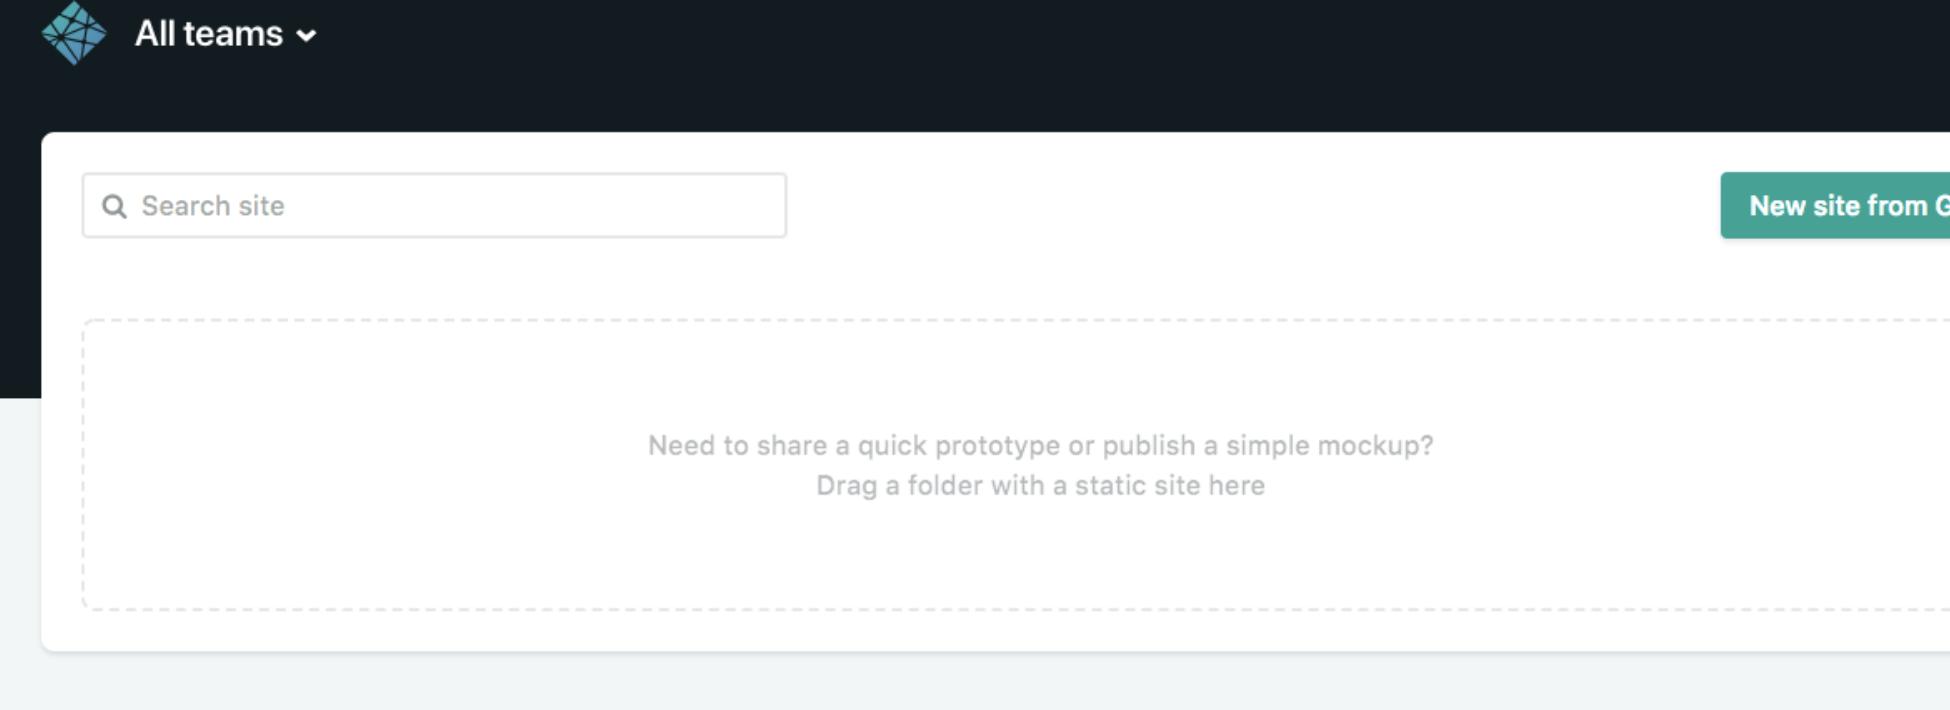 All teams
Search site
New site from
Need to share a quick prototype or publish a simple mockup?
Drag a folder with a static site here